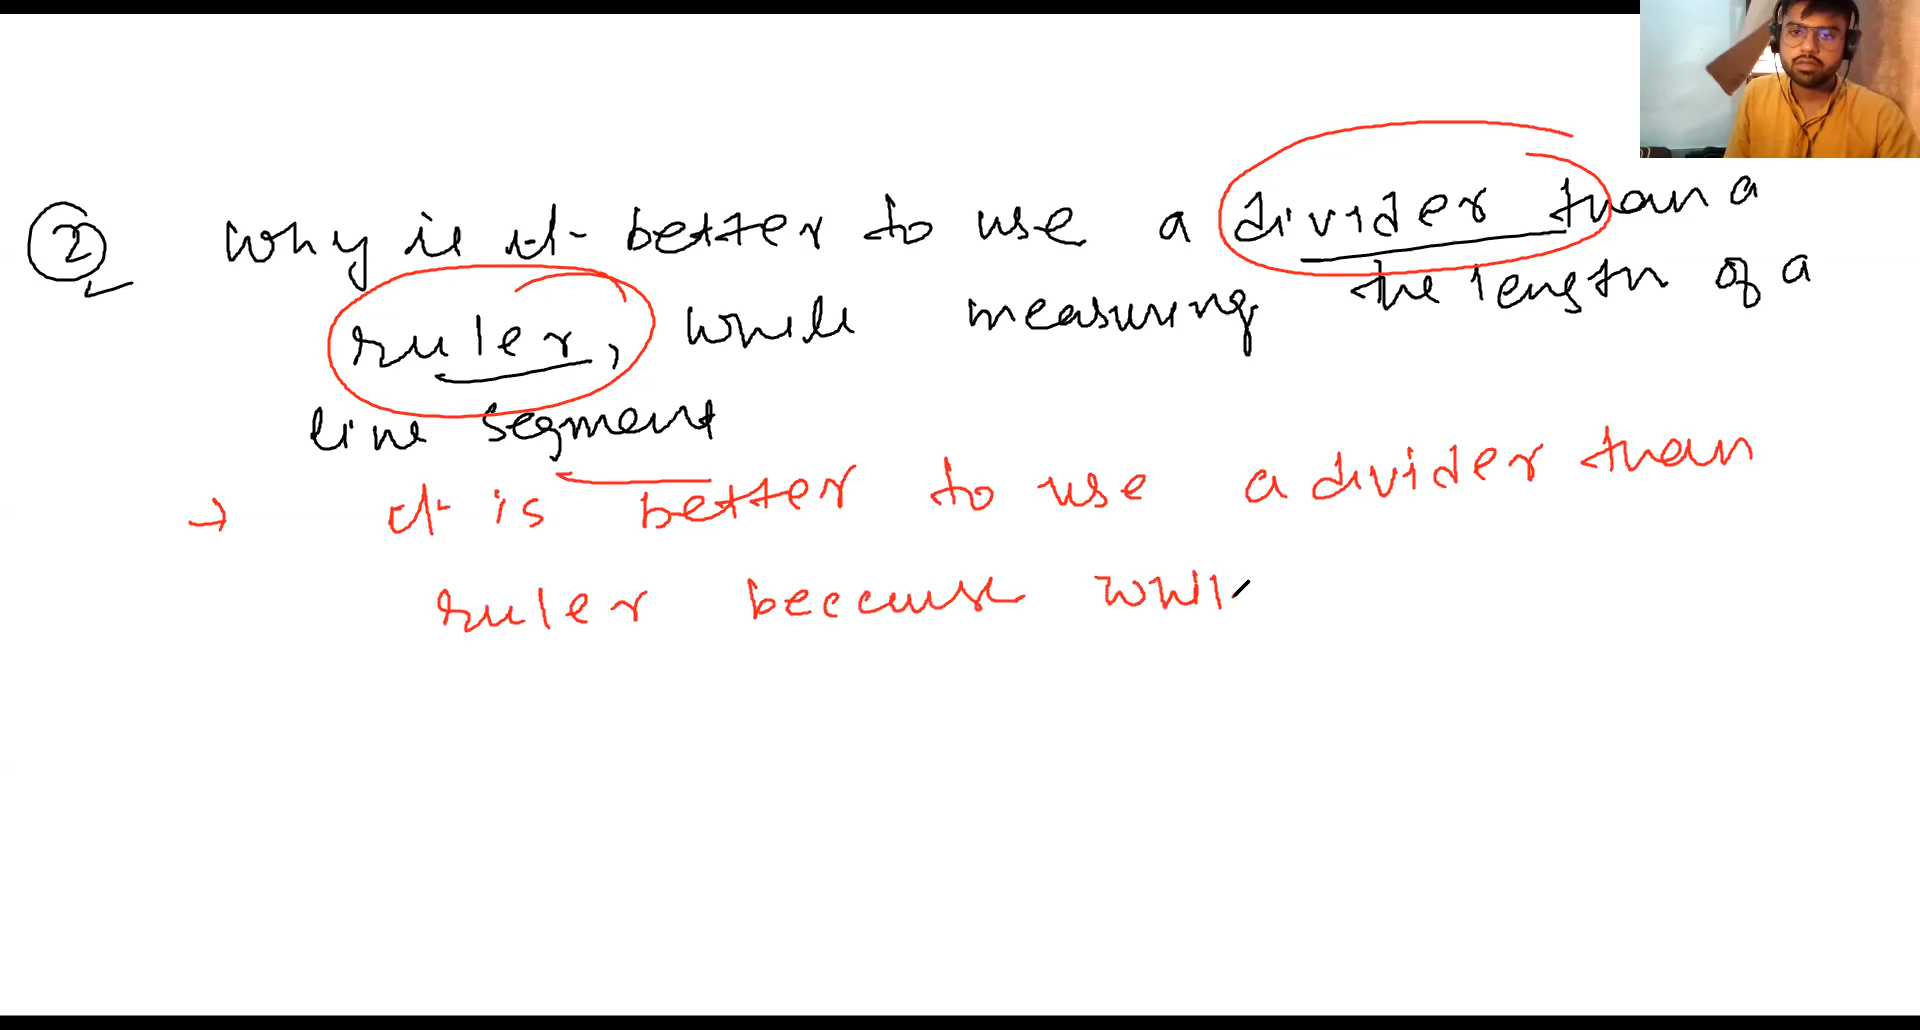 2 Why is it better to use a divider than a
ruler, while measuring the length of a
line segment
→ it is better to use a divider than
ruler because whil